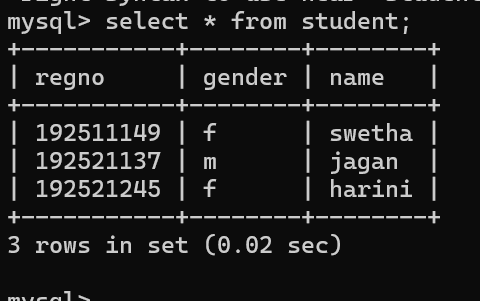 mysql> select * from student;
+-----------+--------+--------+
| regno     | gender | name   |
+-----------+--------+--------+
| 192511149 | f      | swetha |
| 192521137 | m      | jagan  |
| 192521245 | f      | harini |
+-----------+--------+--------+
3 rows in set (0.02 sec)
mysql>